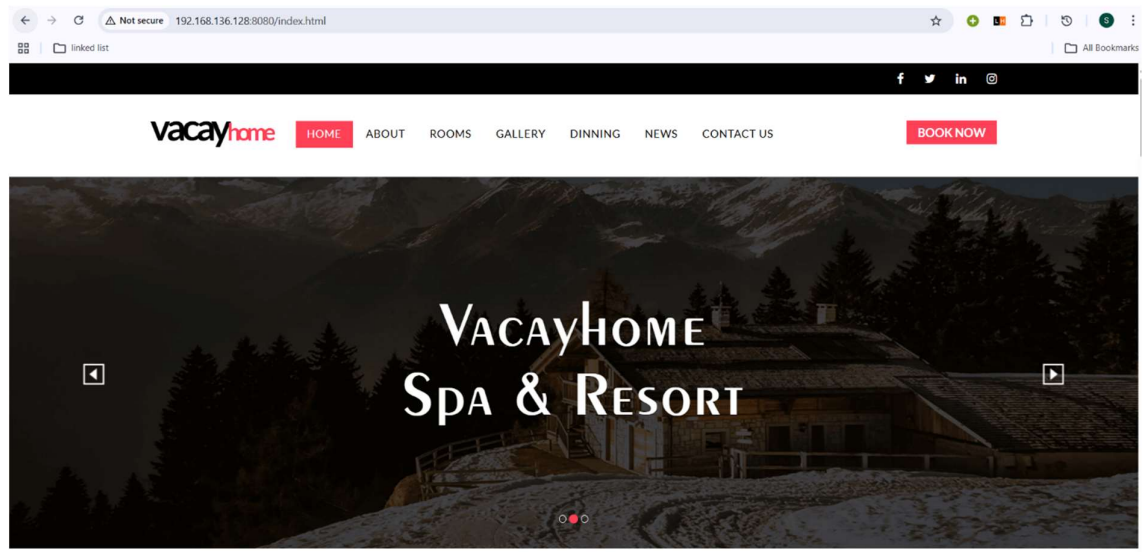 Not secure 192.168.136.128:8080/index.html
S
linked list
All Bookmarks
f in
vacayhome HOME ABOUT ROOMS GALLERY DINNING NEWS CONTACT US BOOK NOW
Vacayhome
Spa & Resort